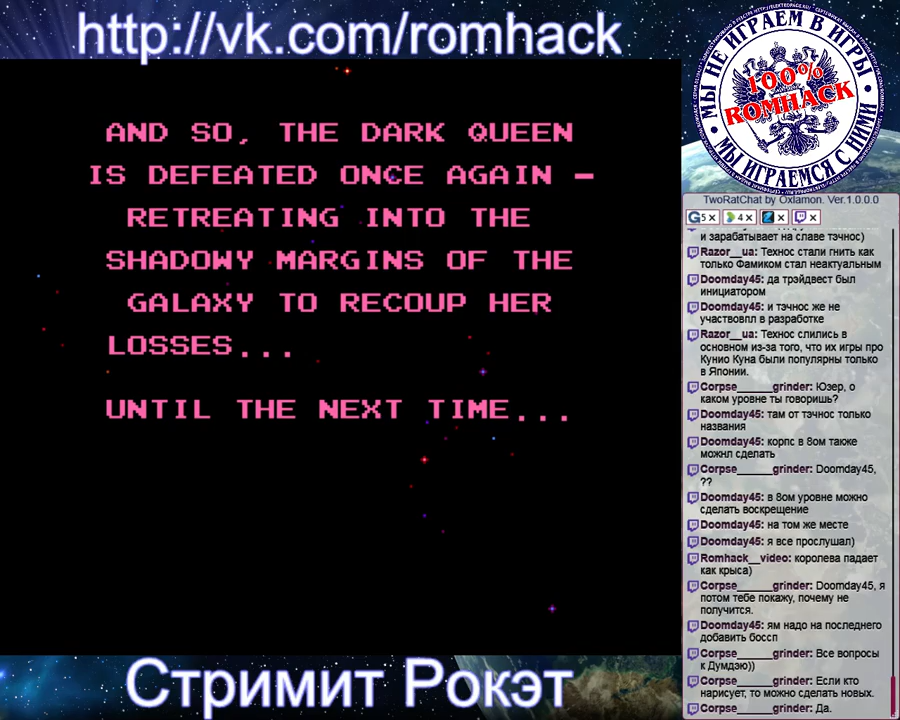 http://vk.com/romhack
AND SO, THE DARK QUEEN
IS DEFEATED ONCE AGAIN –
RETREATING INTO THE
SHADOWY MARGINS OF THE
GALAXY TO RECOUP HER
LOSSES...
UNTIL THE NEXT TIME...
Стримит Рокэт
МЫ НЕ ИГРАЕМ В ИГРЫ
100%
ROMHACK
МЫ ИГРАЕМСЯ С НИМИ
TwoRatChat by Oxlamon. Ver.1.0.0.0
5 x
4 x
x
x
и зарабатывает на славе тэчнос)
Razor__ua: Технос стали гнить как
только Фамиком стал неактуальным
Doomday45: да трэйдвест был
инициатором
Doomday45: и тэчнос же не
участвовпл в разработке
Razor__ua: Технос слились в
основном из-за того, что их игры про
Кунио Куна были популярны только
в Японии.
Corpse______grinder: Юзер, о
каком уровне ты говоришь?
Doomday45: там от тэчнос только
названия
Doomday45: корпс в 8ом также
можнл сделать
Corpse______grinder: Doomday45,
??
Doomday45: в 8ом уровне можно
сделать воскрещение
Doomday45: на том же месте
Doomday45: я все прослушал)
Romhack__video: королева падает
как крыса)
Corpse______grinder: Doomday45, я
потом тебе покажу, почему не
получится.
Doomday45: ям надо на последнего
добавить боссп
Corpse______grinder: Все вопросы
к Думдэю))
Corpse______grinder: Если кто
нарисует, то можно сделать новых.
Corpse______grinder: Да.